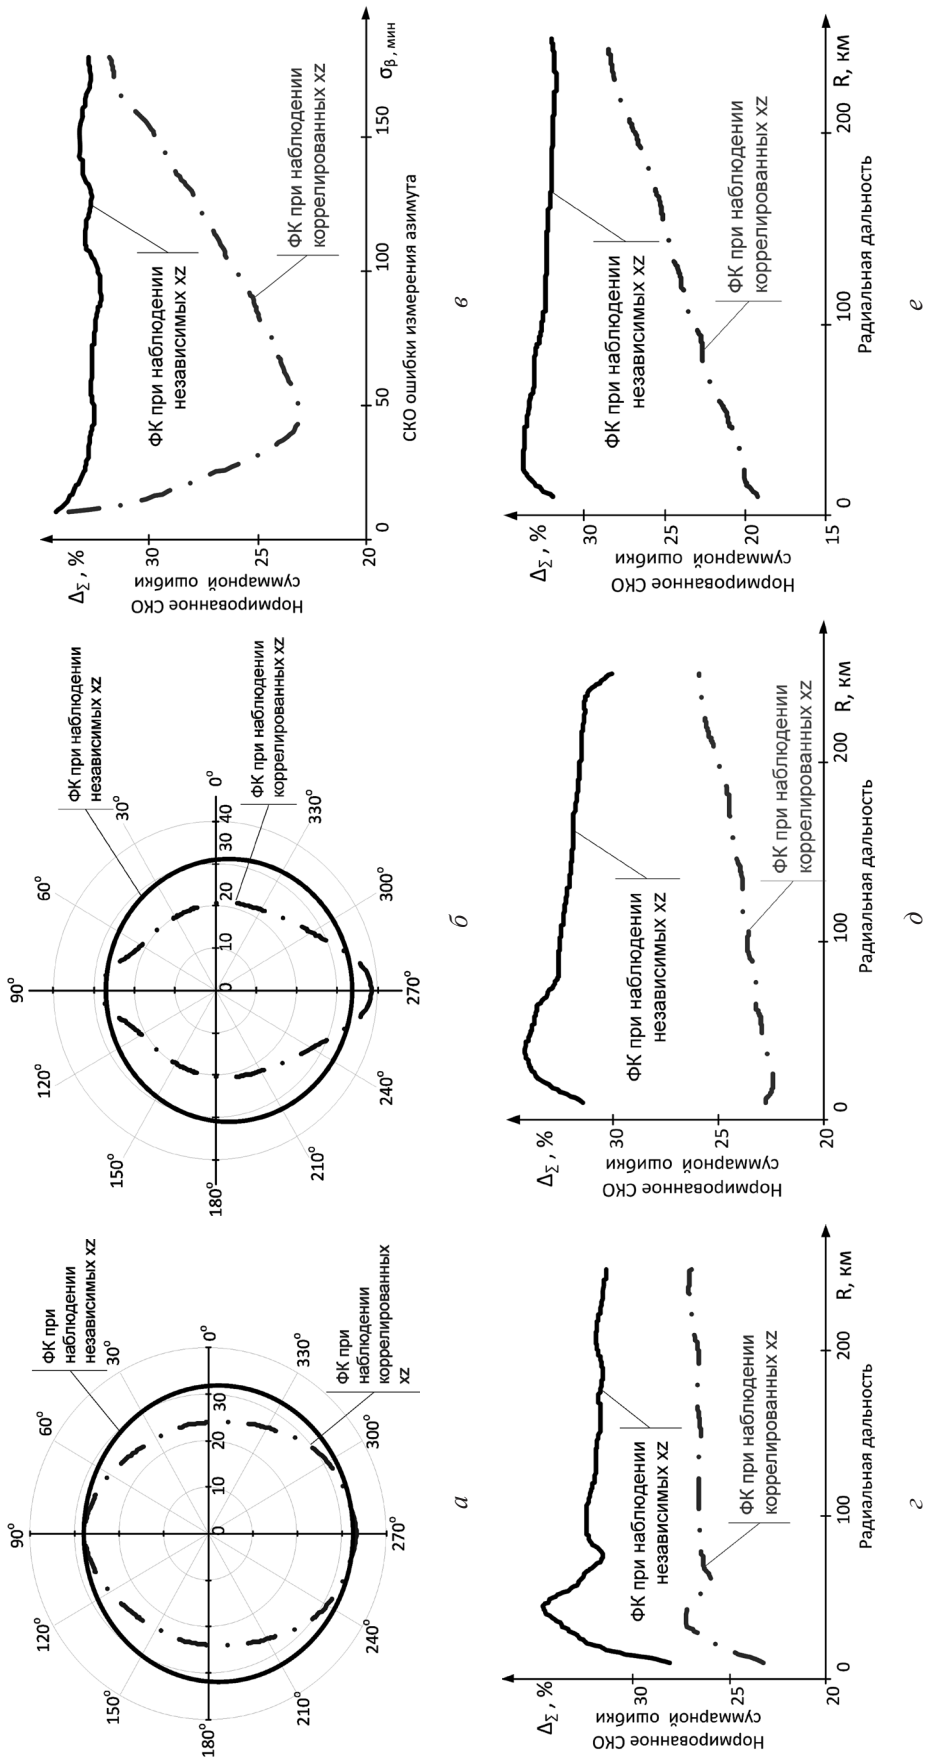 90°
60°
30°
0°
330°
300°
270°
240°
210°
180°
150°
120°
0
10
20
30
ФК при
наблюдении
независимых xz
ФК при
наблюдении
коррелированных
xz
а
90°
60°
30°
0°
330°
300°
270°
240°
210°
180°
150°
120°
0
10
20
30
40
ФК при наблюдении
независимых xz
ФК при наблюдении
коррелированных xz
б
Δ_Σ , %
Нормированное СКО
суммарной ошибки
30
25
20
0
50
100
150
σ_β , мин
СКО ошибки измерения азимута
ФК при наблюдении
независимых xz
ФК при наблюдении
коррелированных xz
в
Δ_Σ , %
Нормированное СКО
суммарной ошибки
30
25
20
0
100
200
R, км
Радиальная дальность
ФК при наблюдении
независимых xz
ФК при наблюдении
коррелированных xz
г
Δ_Σ , %
Нормированное СКО
суммарной ошибки
30
25
20
0
100
200
R, км
Радиальная дальность
ФК при наблюдении
независимых xz
ФК при наблюдении
коррелированных xz
д
Δ_Σ , %
Нормированное СКО
суммарной ошибки
30
25
20
15
0
100
200
R, км
Радиальная дальность
ФК при наблюдении
независимых xz
ФК при наблюдении
коррелированных xz
е